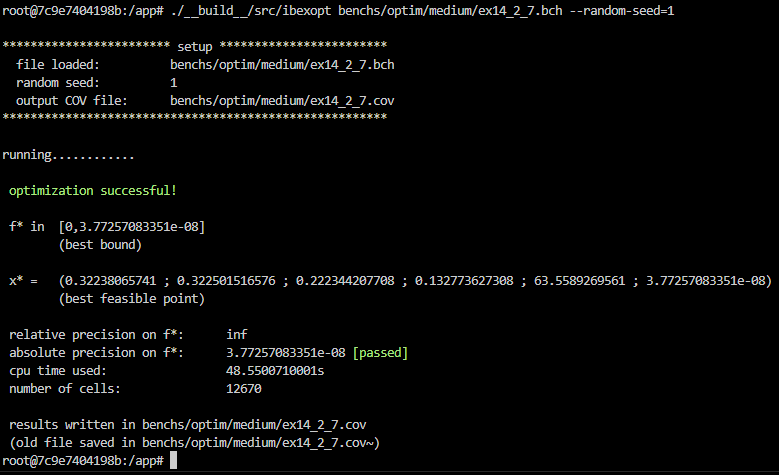 root@7c9e7404198b:/app# ./__build__/src/ibexopt benchs/optim/medium/ex14_2_7.bch --random-seed=1
************************ setup ************************
file loaded: benchs/optim/medium/ex14_2_7.bch
random seed: 1
output COV file: benchs/optim/medium/ex14_2_7.cov
*******************************************************
running............
optimization successful!
f* in [0,3.77257083351e-08]
(best bound)
x* = (0.32238065741 ; 0.322501516576 ; 0.222344207708 ; 0.132773627308 ; 63.5589269561 ; 3.77257083351e-08)
(best feasible point)
relative precision on f*: inf
absolute precision on f*: 3.77257083351e-08 [passed]
cpu time used: 48.5500710001s
number of cells: 12670
results written in benchs/optim/medium/ex14_2_7.cov
(old file saved in benchs/optim/medium/ex14_2_7.cov~)
root@7c9e7404198b:/app#